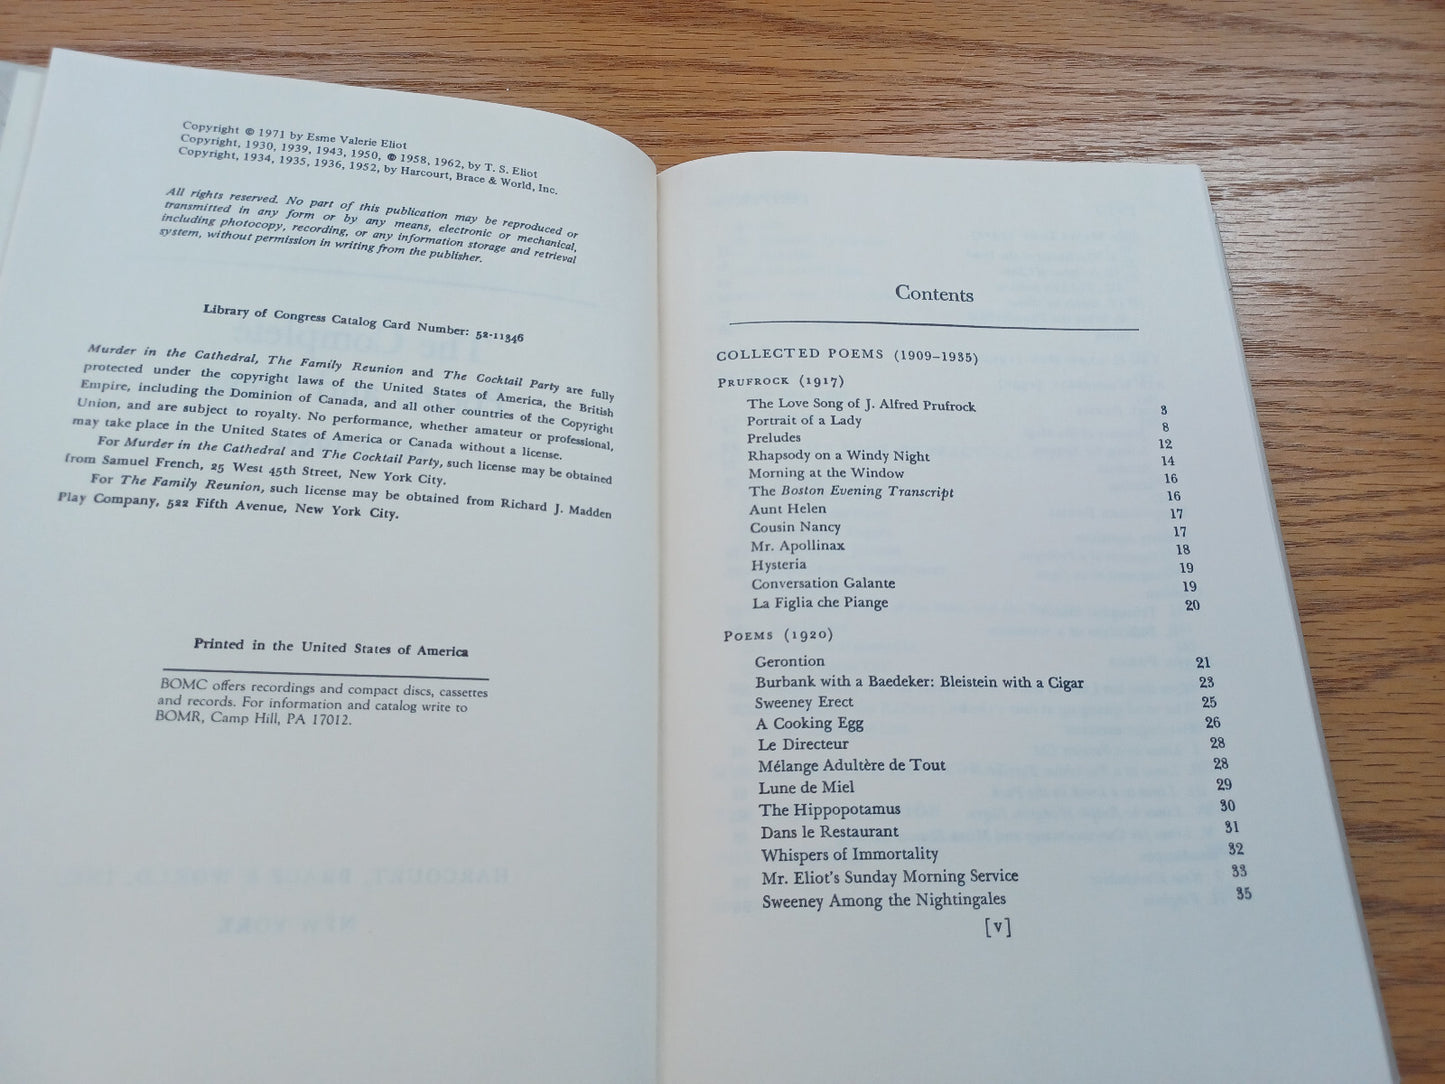 Copyright © 1971 by Esme Valerie Eliot
Copyright, 1930, 1939, 1943, 1950, © 1958, 1962, by T. S. Eliot
Copyright, 1934, 1935, 1936, 1952, by Harcourt, Brace & World, Inc.
All rights reserved. No part of this publication may be reproduced or
transmitted in any form or by any means, electronic or mechanical,
including photocopy, recording, or any information storage and retrieval
system, without permission in writing from the publisher.
Library of Congress Catalog Card Number: 52-11346
Murder in the Cathedral, The Family Reunion and The Cocktail Party are fully
protected under the copyright laws of the United States of America, the British
Empire, including the Dominion of Canada, and all other countries of the Copyright
Union, and are subject to royalty. No performance, whether amateur or professional,
may take place in the United States of America or Canada without a license.
For Murder in the Cathedral and The Cocktail Party, such license may be obtained
from Samuel French, 25 West 45th Street, New York City.
For The Family Reunion, such license may be obtained from Richard J. Madden
Play Company, 522 Fifth Avenue, New York City.
Printed in the United States of America
BOMC offers recordings and compact discs, cassettes
and records. For information and catalog write to
BOMR, Camp Hill, PA 17012.
Contents
COLLECTED POEMS (1909–1935)
PRUFROCK (1917)
The Love Song of J. Alfred Prufrock 3
Portrait of a Lady 8
Preludes 12
Rhapsody on a Windy Night 14
Morning at the Window 16
The Boston Evening Transcript 16
Aunt Helen 17
Cousin Nancy 17
Mr. Apollinax 18
Hysteria 19
Conversation Galante 19
La Figlia che Piange 20
POEMS (1920)
Gerontion 21
Burbank with a Baedeker: Bleistein with a Cigar 23
Sweeney Erect 25
A Cooking Egg 26
Le Directeur 28
Mélange Adultère de Tout 28
Lune de Miel 29
The Hippopotamus 30
Dans le Restaurant 31
Whispers of Immortality 32
Mr. Eliot's Sunday Morning Service 33
Sweeney Among the Nightingales 35
[v]